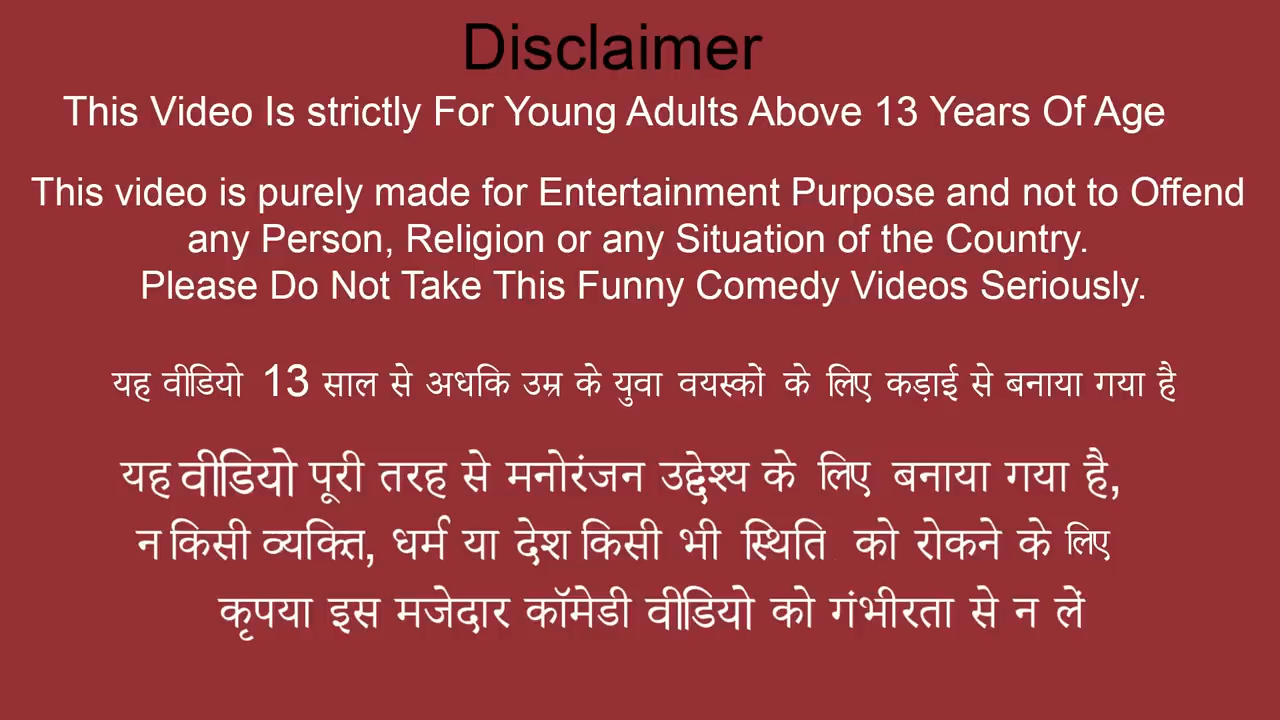 Disclaimer
This Video Is strictly For Young Adults Above 13 Years Of Age
This video is purely made for Entertainment Purpose and not to Offend
any Person, Religion or any Situation of the Country.
Please Do Not Take This Funny Comedy Videos Seriously.
यह वीडियो 13 साल से अधकि उम्र के युवा वयस्कों के लिए कड़ाई से बनाया गया है
यह वीडियो पूरी तरह से मनोरंजन उद्देश्य के लिए बनाया गया है,
न किसी व्यक्ति, धर्म या देश किसी भी स्थिति को रोकने के लिए
कृपया इस मजेदार कॉमेडी वीडियो को गंभीरता से न लें